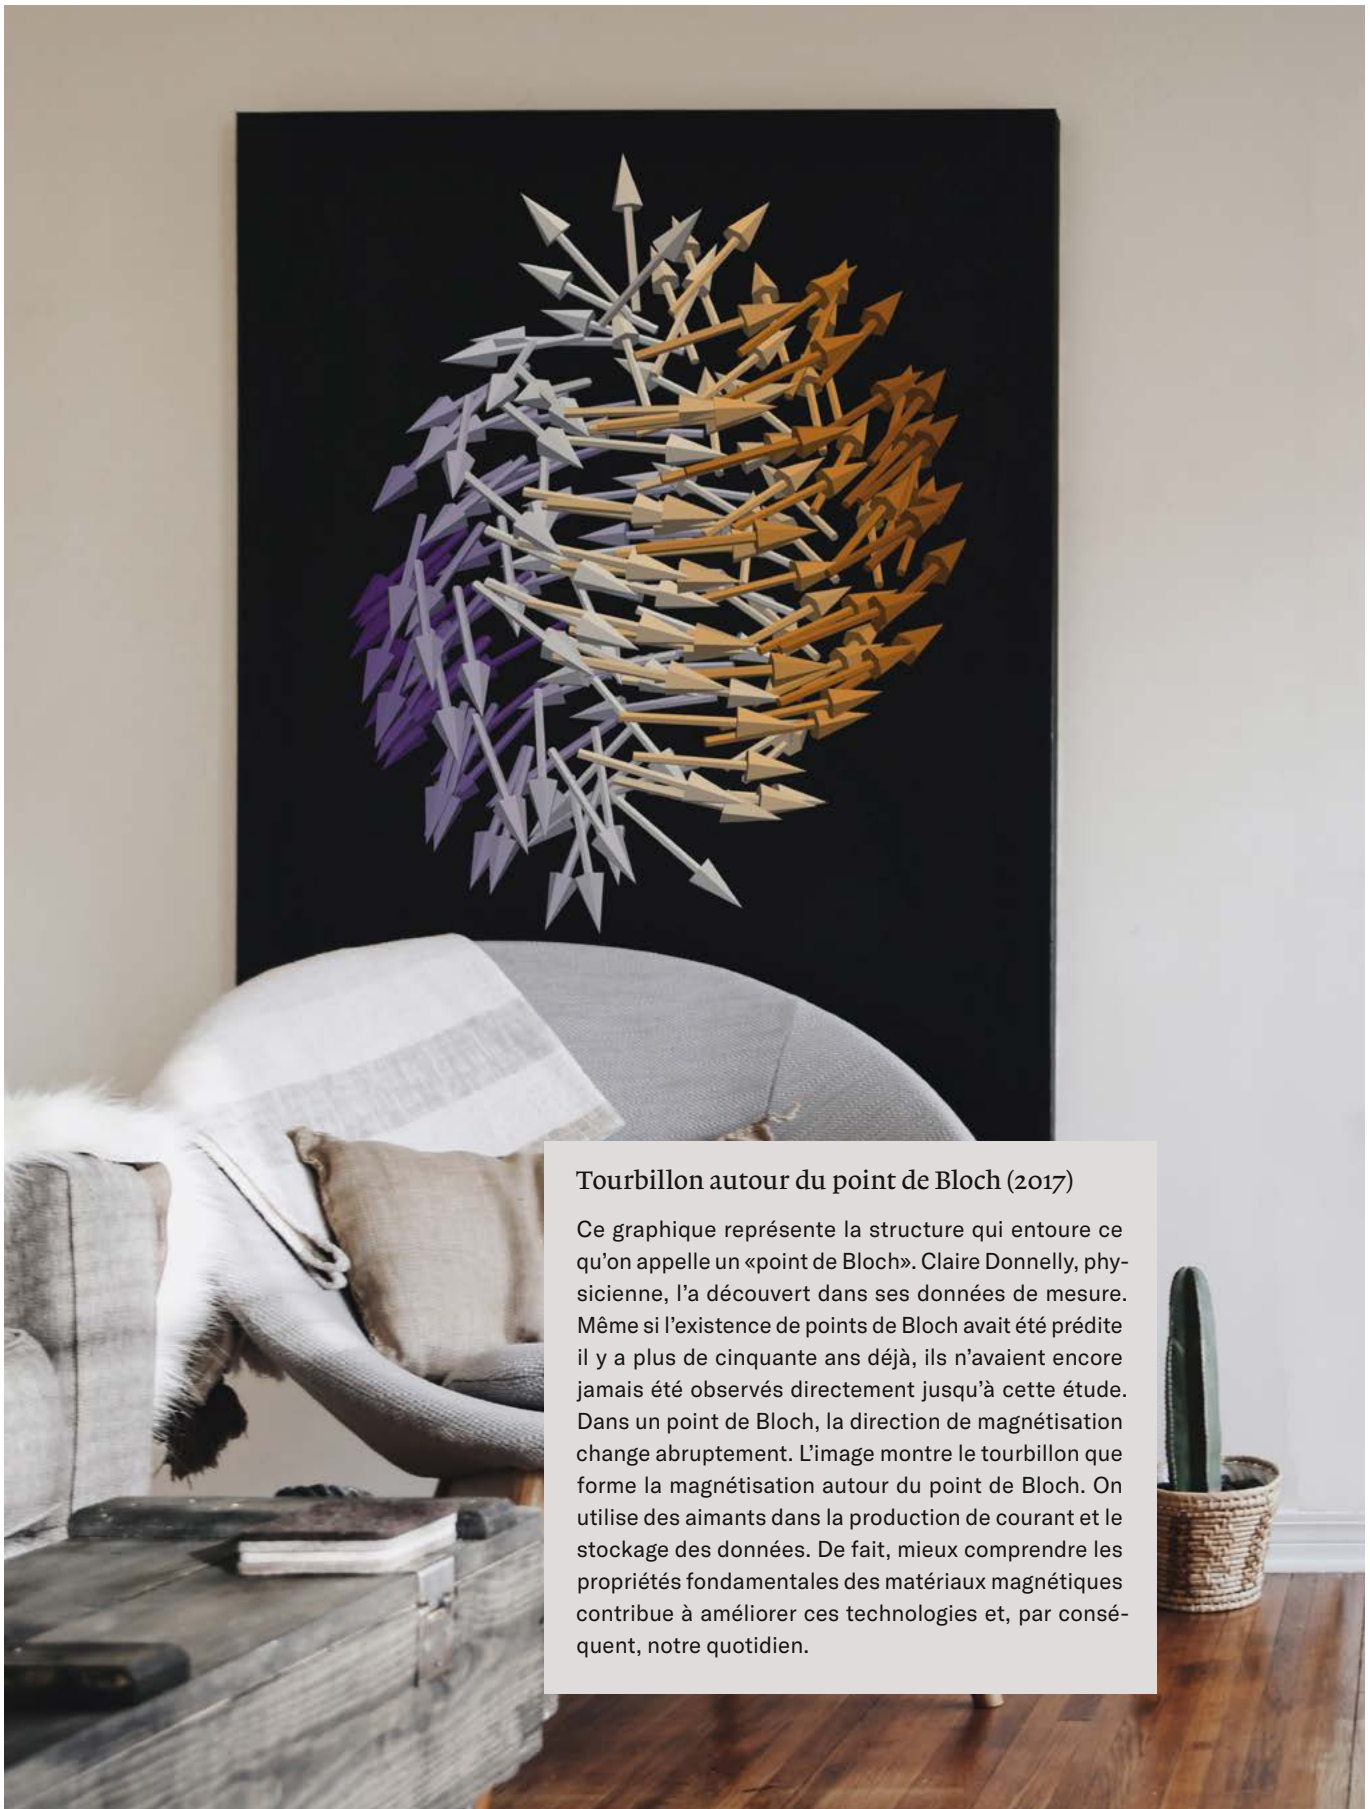 Tourbillon autour du point de Bloch (2017)
Ce graphique représente la structure qui entoure ce
qu’on appelle un «point de Bloch». Claire Donnelly, phy-
sicienne, l’a découvert dans ses données de mesure.
Même si l’existence de points de Bloch avait été prédite
il y a plus de cinquante ans déjà, ils n’avaient encore
jamais été observés directement jusqu’à cette étude.
Dans un point de Bloch, la direction de magnétisation
change abruptement. L’image montre le tourbillon que
forme la magnétisation autour du point de Bloch. On
utilise des aimants dans la production de courant et le
stockage des données. De fait, mieux comprendre les
propriétés fondamentales des matériaux magnétiques
contribue à améliorer ces technologies et, par consé-
quent, notre quotidien.